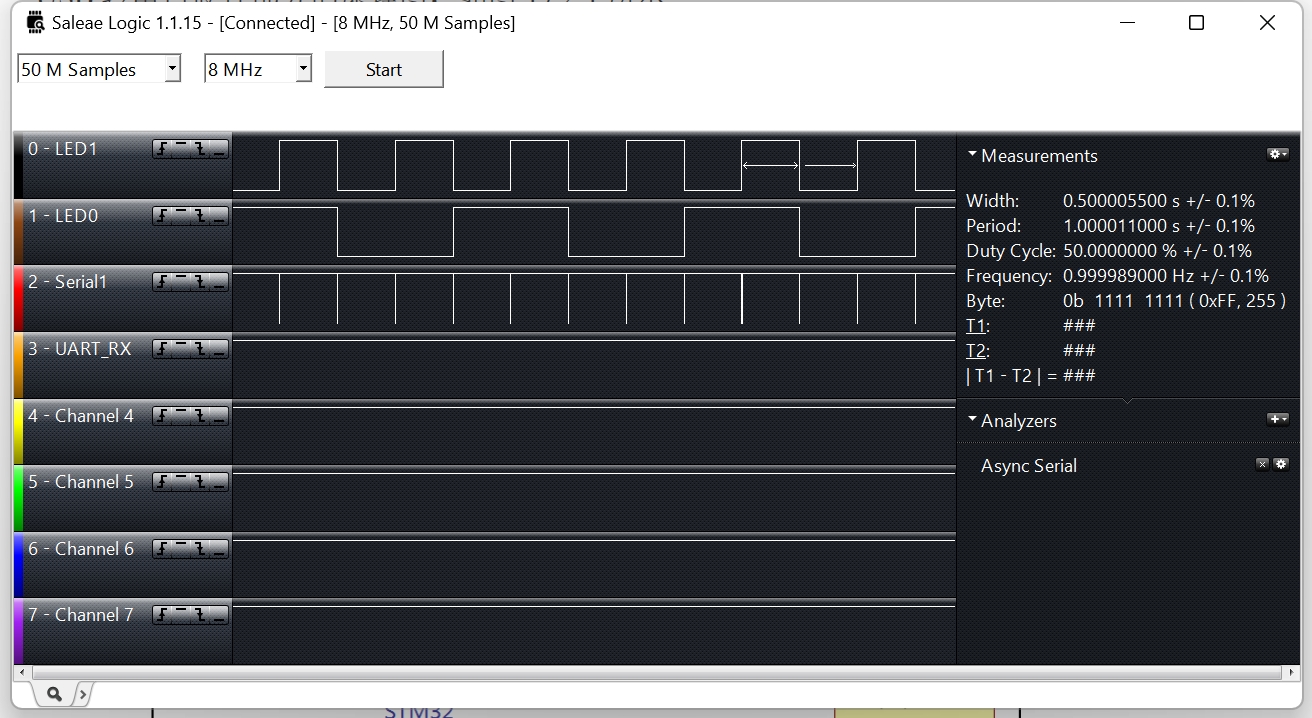 Saleae Logic 1.1.15 - [Connected] - [8 MHz, 50 M Samples]
50 M Samples 8 MHz Start
0 - LED1
1 - LED0
2 - Serial1
3 - UART_RX
4 - Channel 4
5 - Channel 5
6 - Channel 6
7 - Channel 7
Measurements
Width: 0.500005500 s +/- 0.1%
Period: 1.000011000 s +/- 0.1%
Duty Cycle: 50.0000000 % +/- 0.1%
Frequency: 0.999989000 Hz +/- 0.1%
Byte: 0b 1111 1111 ( 0xFF, 255 )
T1: ###
T2: ###
| T1 - T2 | = ###
Analyzers
Async Serial
STM32